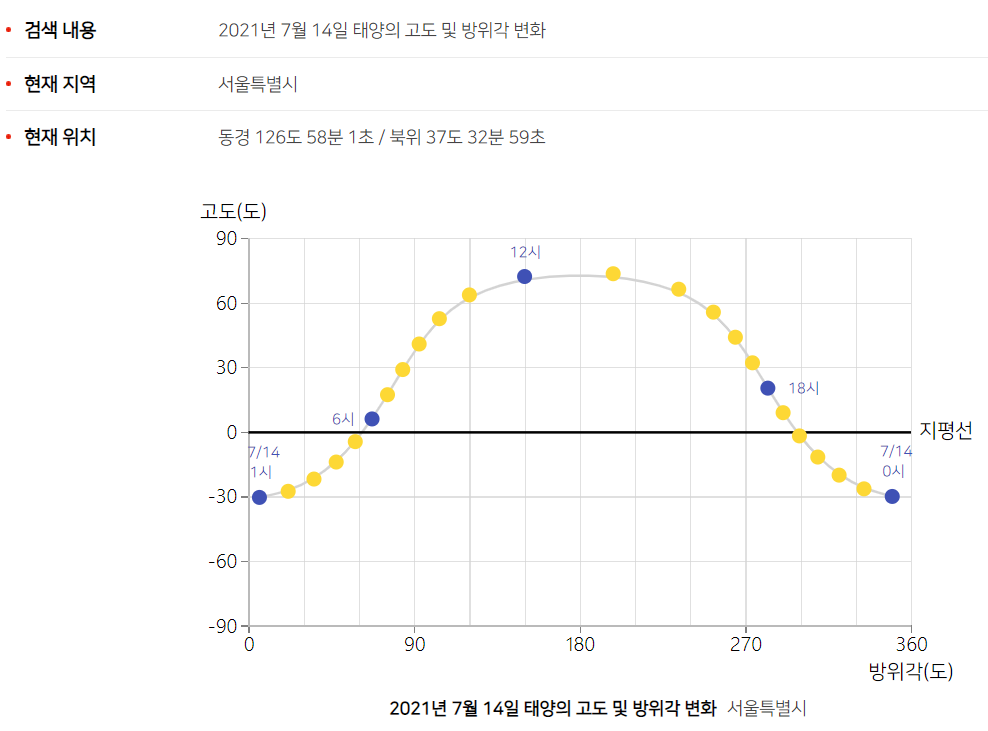 검색 내용 2021년 7월 14일 태양의 고도 및 방위각 변화
현재 지역 서울특별시
현재 위치 동경 126도 58분 1초 / 북위 37도 32분 59초
고도(도)
90
12시
60
30
18시
6시
0
지평선
7/14
1시
7/14
0시
-30
-60
-90
0 90 180 270 360
방위각(도)
2021년 7월 14일 태양의 고도 및 방위각 변화 서울특별시